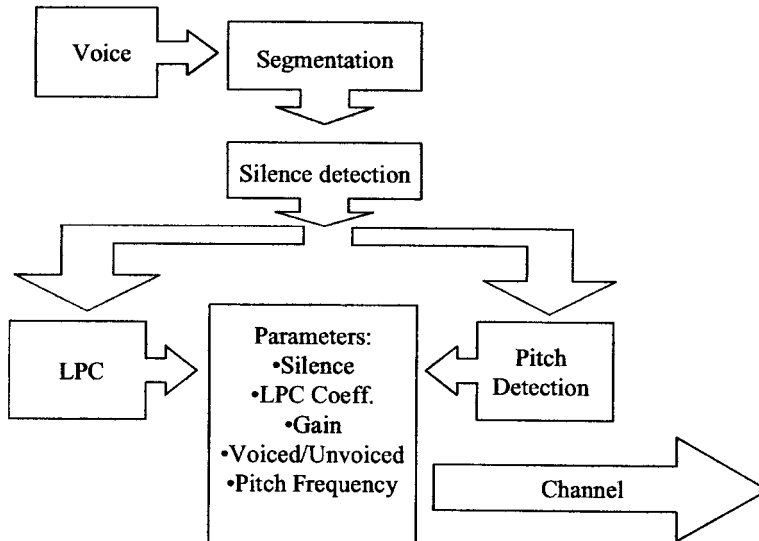 Voice
Segmentation
Silence detection
LPC
Parameters:
•Silence
•LPC Coeff.
•Gain
•Voiced/Unvoiced
•Pitch Frequency
Pitch
Detection
Channel